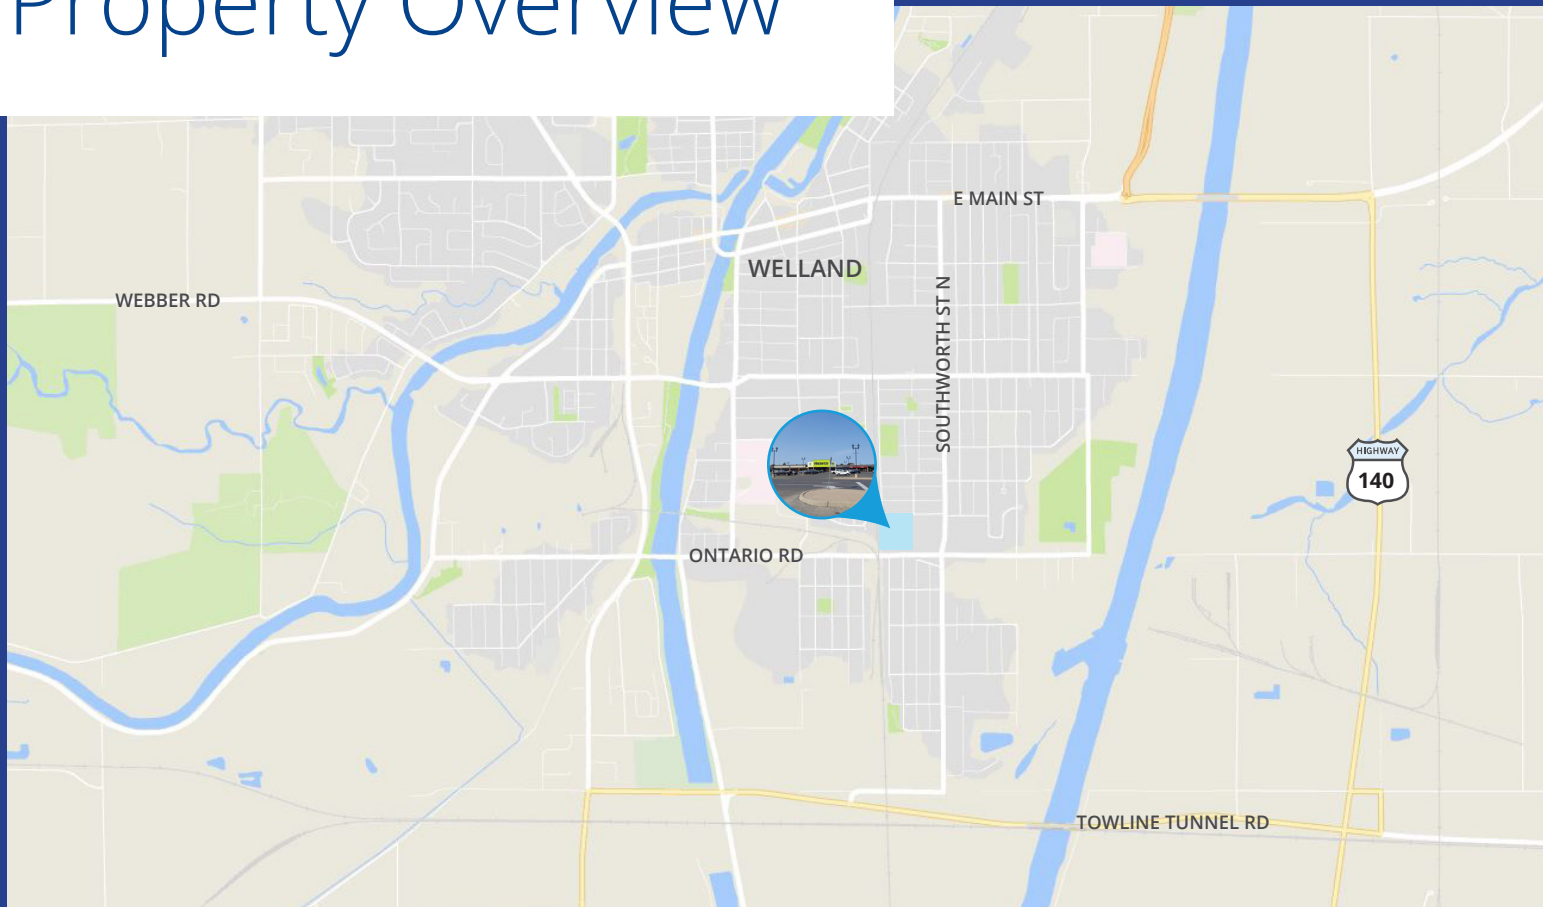 Property Overview
E MAIN ST
WELLAND
WEBBER RD
SOUTHWORTH ST N
HIGHWAY
140
ONTARIO RD
TOWLINE TUNNEL RD